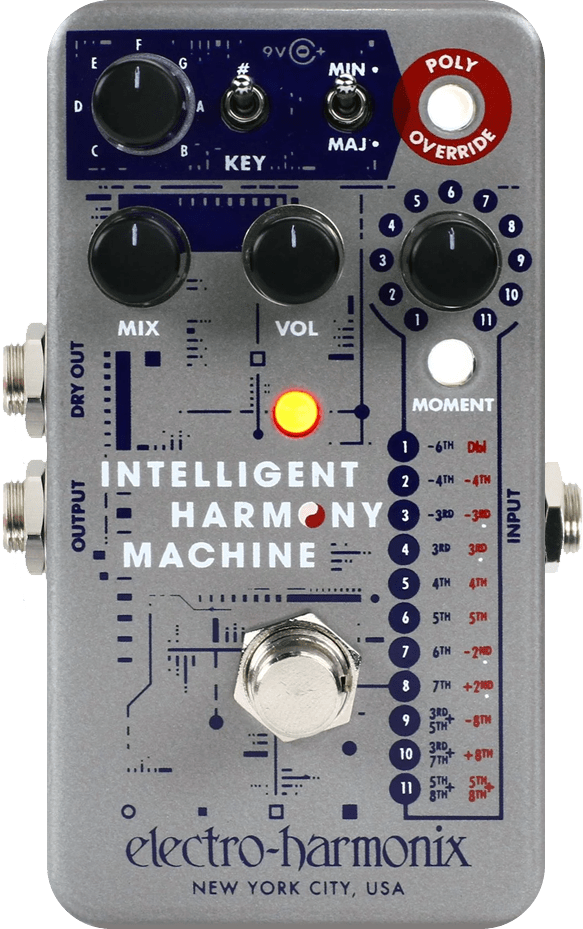 9V +
F
E
G
D
A
C
B
#
KEY
MIN
MAJ
POLY
OVERRIDE
MIX
VOL
1
2
3
4
5
6
7
8
9
10
11
MOMENT
DRY OUT
OUTPUT
INPUT
INTELLIGENT
HARMONY
MACHINE
1 -6TH Dbl
2 -4TH -4TH
3 -3RD -3RD
4 3RD 3RD
5 4TH 4TH
6 5TH 5TH
7 6TH -2ND
8 7TH +2ND
9 3RD+ 5TH -8TH
10 3RD+ 7TH +8TH
11 5TH+ 8TH 5TH+ 8TH
electro-harmonix
NEW YORK CITY, USA